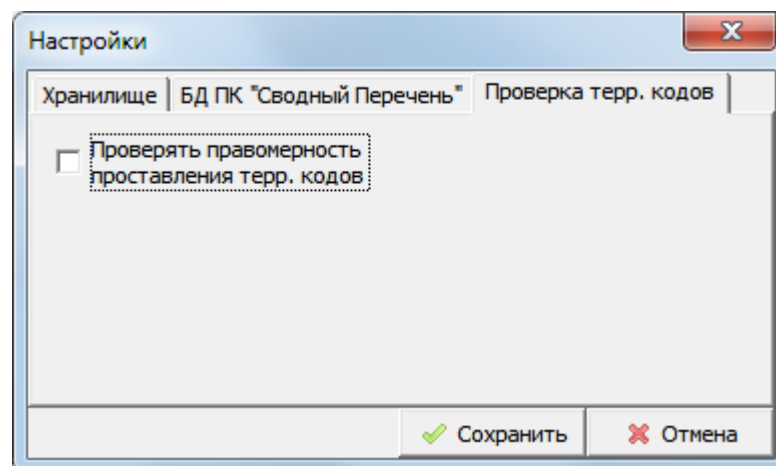 Настройки
Хранилище БД ПК "Сводный Перечень" Проверка терр. кодов
Проверять правомерность
проставления терр. кодов
Сохранить Отмена